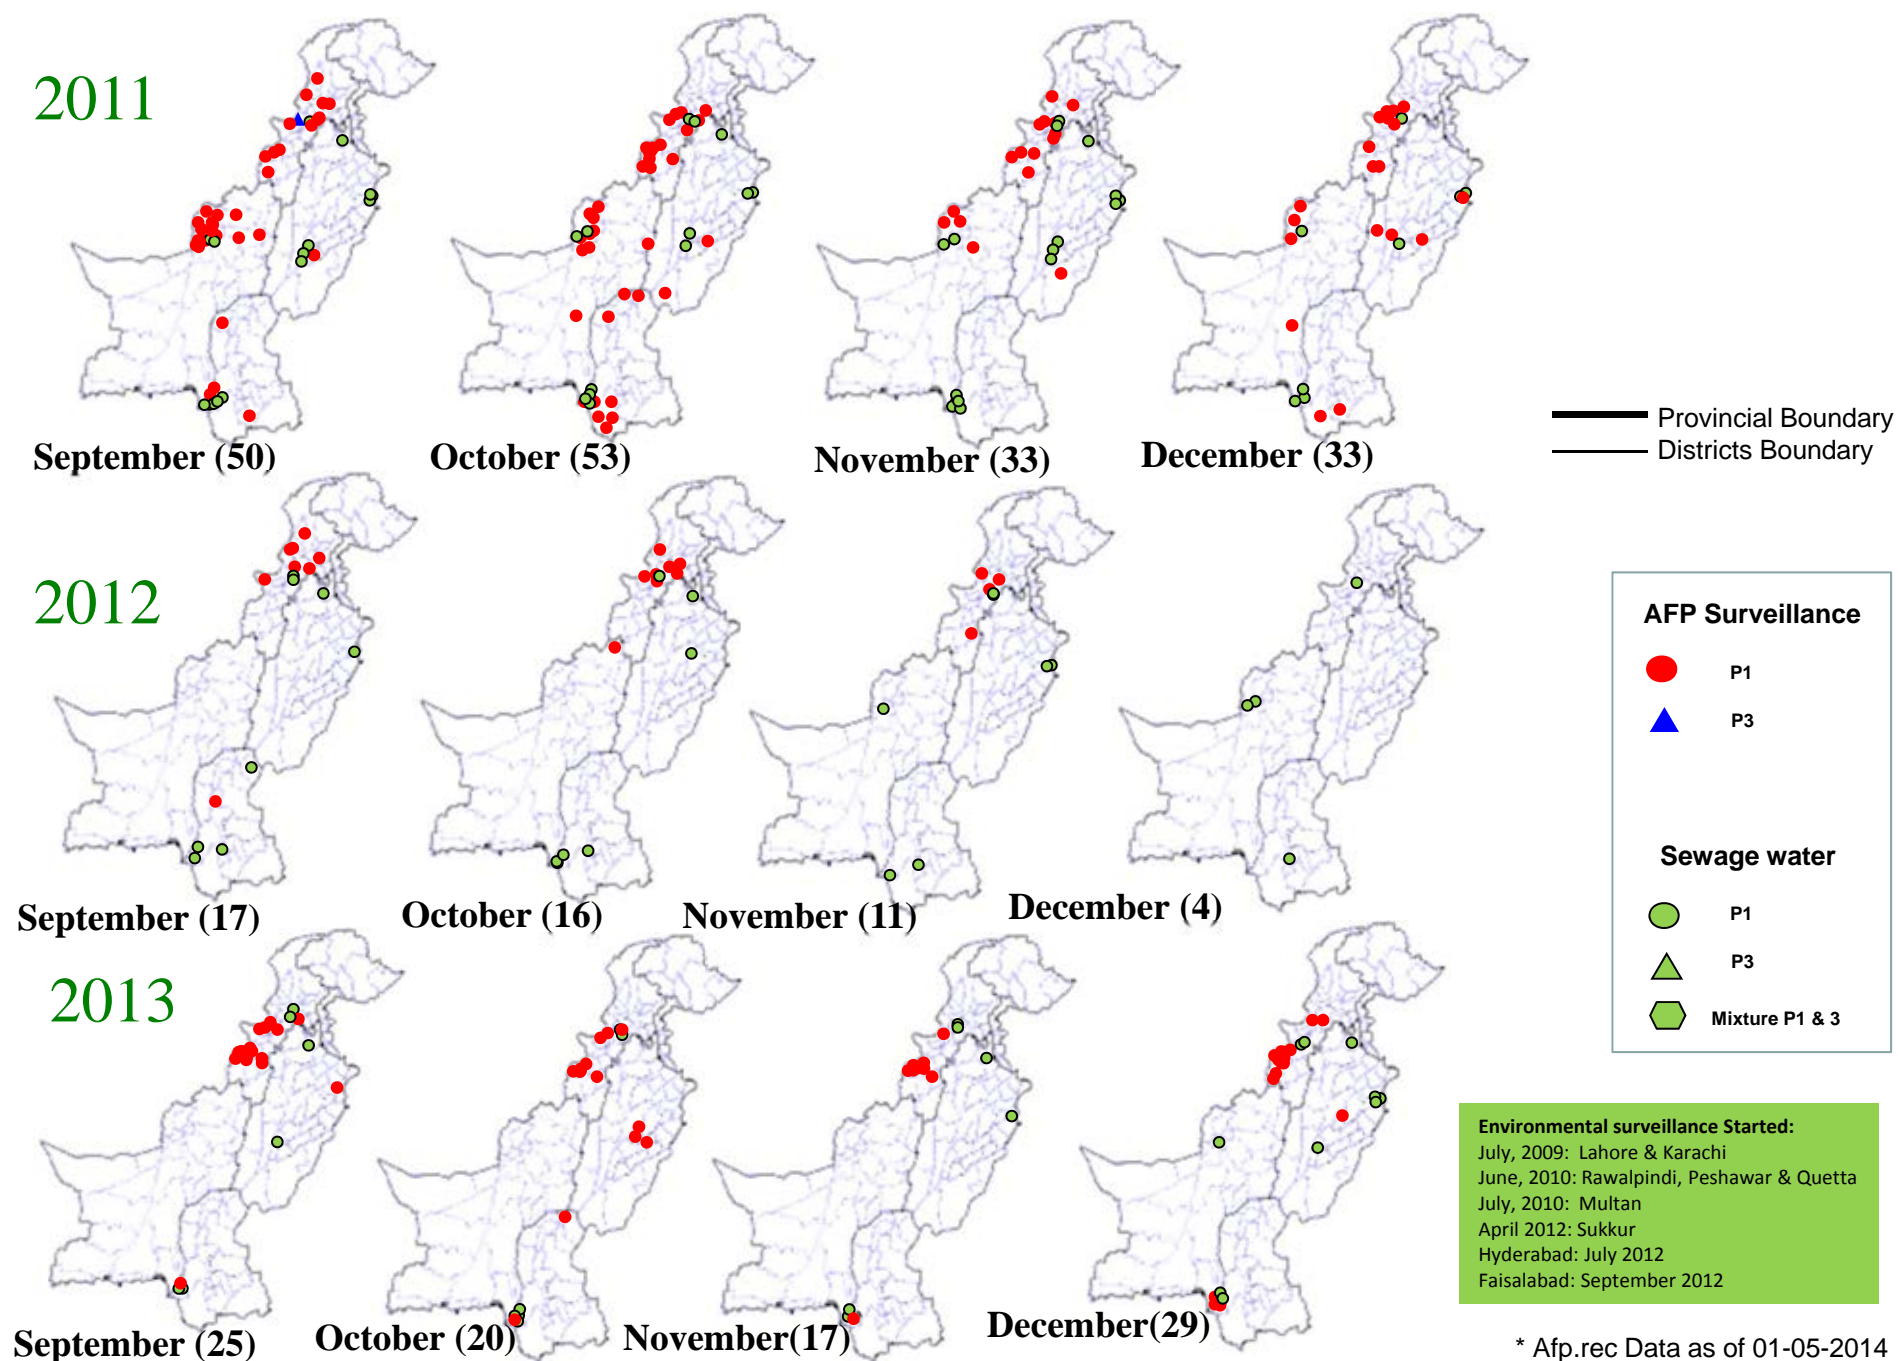 2011
September (50)
October (53)
November (33)
December (33)
Provincial Boundary
Districts Boundary
2012
September (17)
October (16)
November (11)
December (4)
AFP Surveillance
P1
P3
Sewage water
P1
P3
Mixture P1 & 3
2013
September (25)
October (20)
November(17)
December(29)
Environmental surveillance Started:
July, 2009: Lahore & Karachi
June, 2010: Rawalpindi, Peshawar & Quetta
July, 2010: Multan
April 2012: Sukkur
Hyderabad: July 2012
Faisalabad: September 2012
* Afp.rec Data as of 01-05-2014